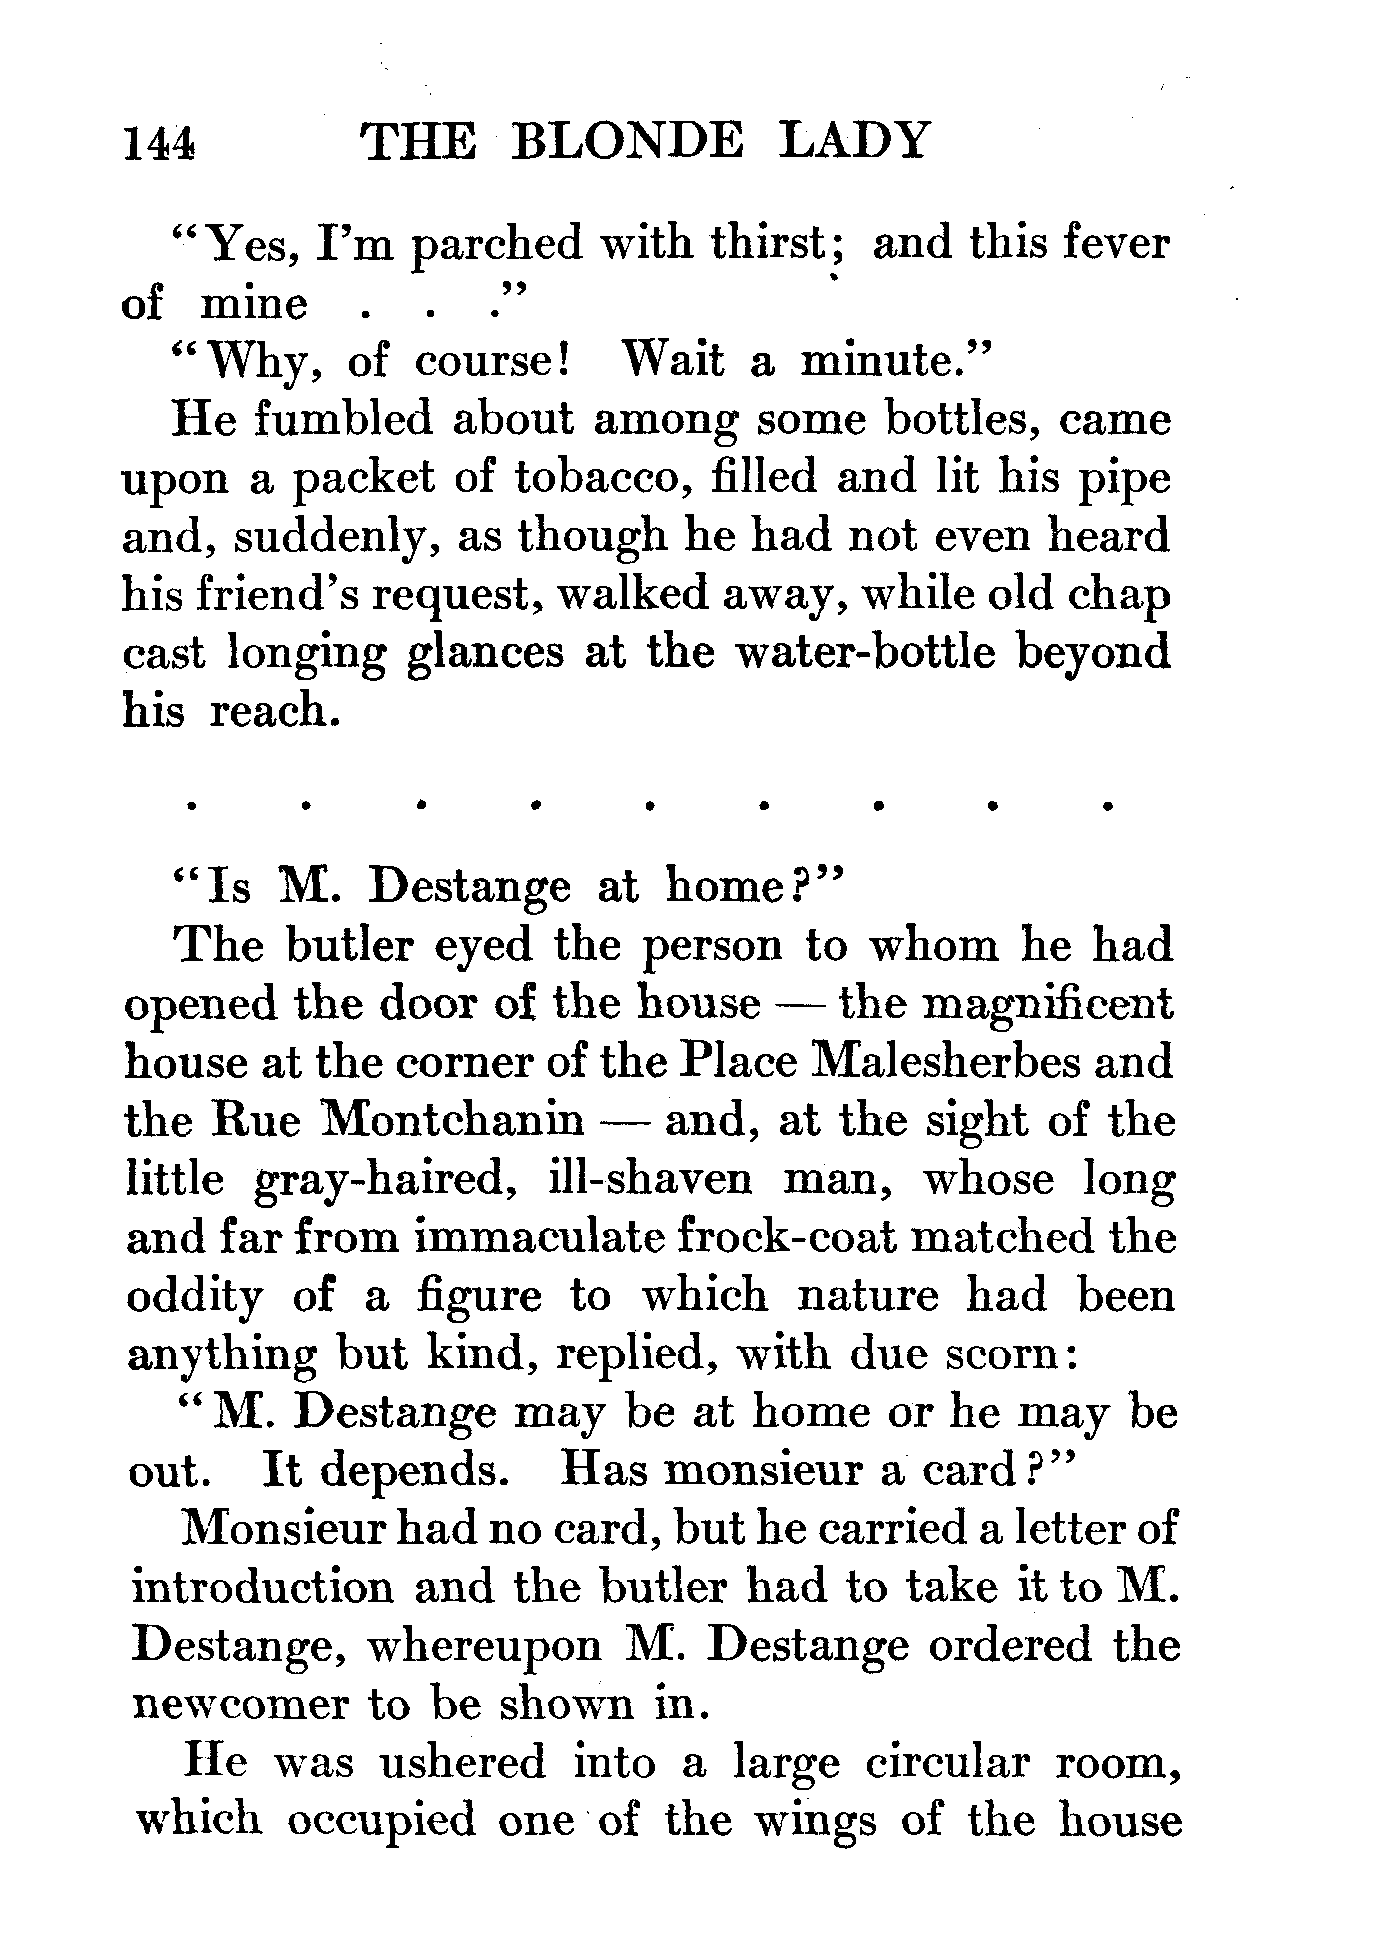 144 THE BLONDE LADY
“Yes, I’m parched with thirst; and this fever
of mine . . .”
“Why, of course! Wait a minute.”
He fumbled about among some bottles, came
upon a packet of tobacco, filled and lit his pipe
and, suddenly, as though he had not even heard
his friend’s request, walked away, while old chap
cast longing glances at the water-bottle beyond
his reach.
. . . . . . . . .
“Is M. Destange at home?”
The butler eyed the person to whom he had
opened the door of the house — the magnificent
house at the corner of the Place Malesherbes and
the Rue Montchanin — and, at the sight of the
little gray-haired, ill-shaven man, whose long
and far from immaculate frock-coat matched the
oddity of a figure to which nature had been
anything but kind, replied, with due scorn:
“M. Destange may be at home or he may be
out. It depends. Has monsieur a card?”
Monsieur had no card, but he carried a letter of
introduction and the butler had to take it to M.
Destange, whereupon M. Destange ordered the
newcomer to be shown in.
He was ushered into a large circular room,
which occupied one of the wings of the house